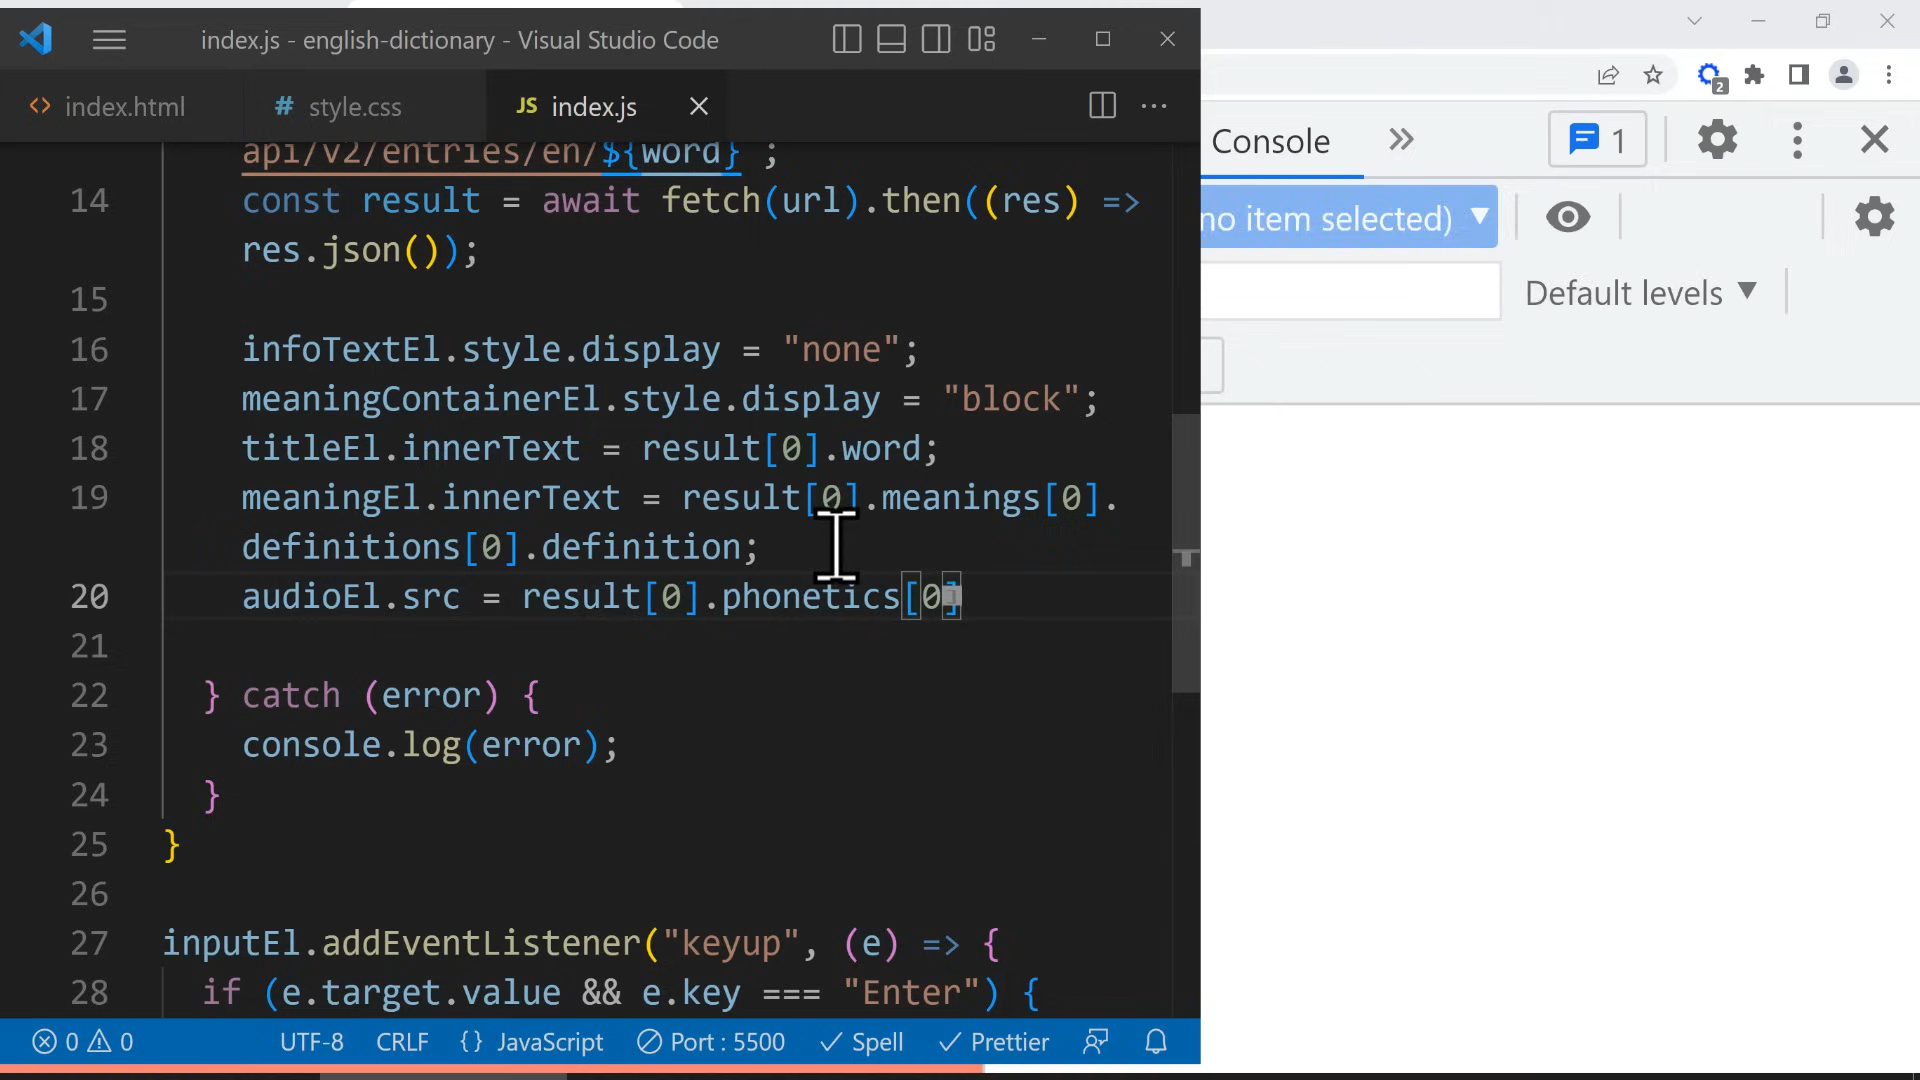 index.js - english-dictionary - Visual Studio Code
index.html
style.css
JS index.js
api/v2/entries/en/${word}`;
14 const result = await fetch(url).then((res) =>
res.json());
15
16 infoTextEl.style.display = "none";
17 meaningContainerEl.style.display = "block";
18 titleEl.innerText = result[0].word;
19 meaningEl.innerText = result[0].meanings[0].
definitions[0].definition;
20 audioEl.src = result[0].phonetics[0]
21
22 } catch (error) {
23 console.log(error);
24 }
25 }
26
27 inputEl.addEventListener("keyup", (e) => {
28 if (e.target.value && e.key === "Enter") {
0 0 UTF-8 CRLF {} JavaScript Port : 5500 Spell Prettier
2
Console » 1
no item selected)
Default levels